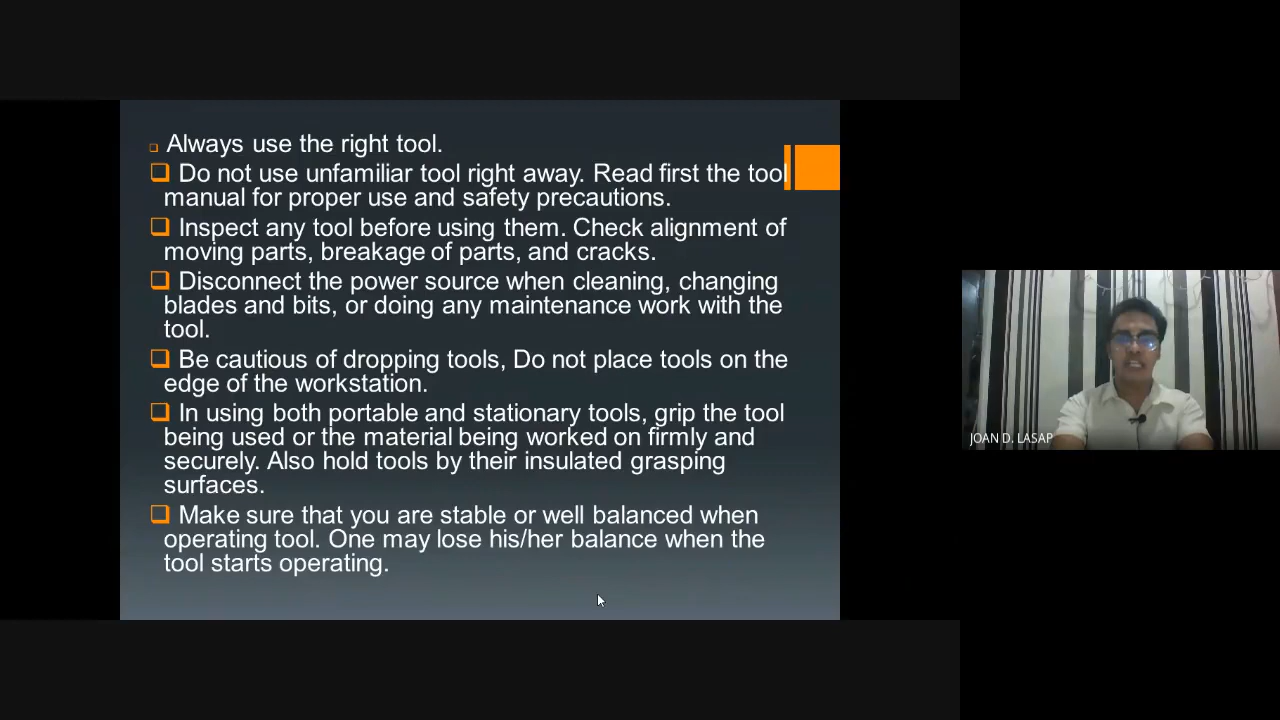 Always use the right tool.
Do not use unfamiliar tool right away. Read first the tool
manual for proper use and safety precautions.
Inspect any tool before using them. Check alignment of
moving parts, breakage of parts, and cracks.
Disconnect the power source when cleaning, changing
blades and bits, or doing any maintenance work with the
tool.
Be cautious of dropping tools, Do not place tools on the
edge of the workstation.
In using both portable and stationary tools, grip the tool
being used or the material being worked on firmly and
securely. Also hold tools by their insulated grasping
surfaces.
Make sure that you are stable or well balanced when
operating tool. One may lose his/her balance when the
tool starts operating.
JOAN D. LASAP